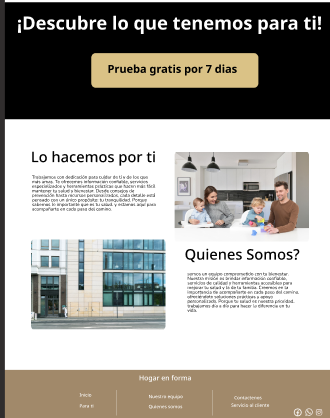 ¡Descubre lo que tenemos para ti!
Prueba gratis por 7 dias
Lo hacemos por ti
Trabajamos con dedicación para cuidar de ti y de los que
más amas. Te ofrecemos información confiable, servicios
especializados y herramientas prácticas que hacen más fácil
mantener tu salud y bienestar. Desde consejos de
prevención hasta recursos personalizados, cada detalle está
pensado con un único propósito: tu tranquilidad. Porque
sabemos lo importante que es tu salud, y estamos aquí para
acompañarte en cada paso del camino.
Quienes Somos?
somos un equipo comprometido con tu bienestar.
Nuestra misión es brindar información confiable,
servicios de calidad y herramientas accesibles para
mejorar tu salud y la de tu familia. Creemos en la
importancia de acompañarte en cada paso del camino,
ofreciéndote soluciones prácticas y apoyo
personalizado. Porque tu salud es nuestra prioridad,
trabajamos día a día para hacer la diferencia en tu
vida.
Hogar en forma
Inicio
Para ti
Nuestro equipo
Quienes somos
Contactanos
Servicio al cliente